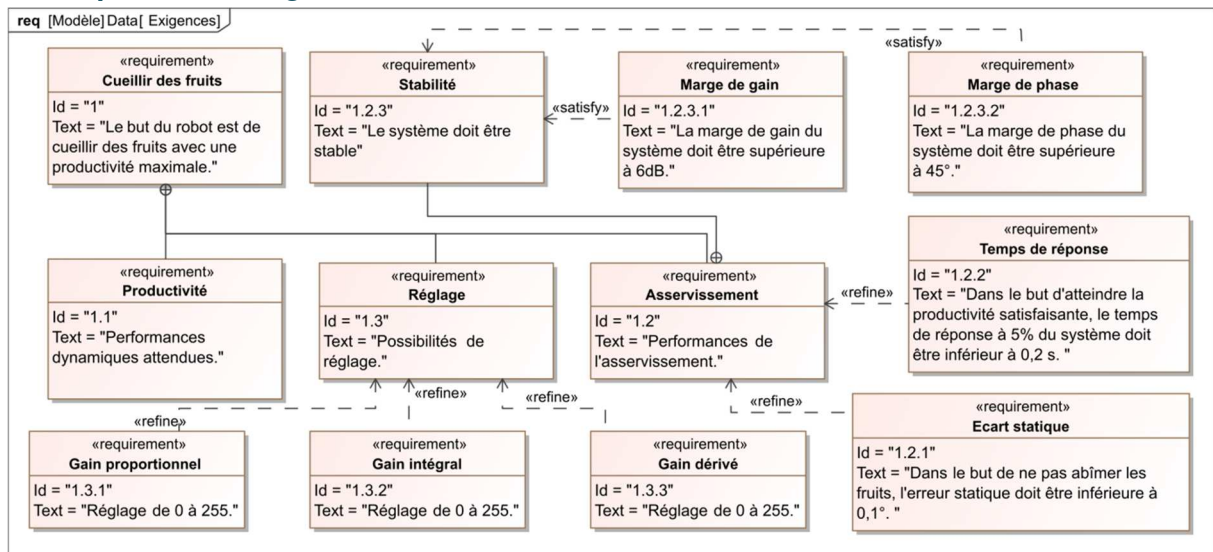 req [Modèle] Data[ Exigences]
«requirement»
Cueillir des fruits
Id = "1"
Text = "Le but du robot est de
cueillir des fruits avec une
productivité maximale."
«requirement»
Stabilité
Id = "1.2.3"
Text = "Le système doit être
stable"
«satisfy»
«requirement»
Marge de gain
Id = "1.2.3.1"
Text = "La marge de gain du
système doit être supérieure
à 6dB."
«satisfy»
«requirement»
Marge de phase
Id = "1.2.3.2"
Text = "La marge de phase du
système doit être supérieure
à 45°."
«requirement»
Productivité
Id = "1.1"
Text = "Performances
dynamiques attendues."
«requirement»
Réglage
Id = "1.3"
Text = "Possibilités de
réglage."
«requirement»
Asservissement
Id = "1.2"
Text = "Performances de
l'asservissement."
«refine»
«requirement»
Temps de réponse
Id = "1.2.2"
Text = "Dans le but d'atteindre la
productivité satisfaisante, le temps
de réponse à 5% du système doit
être inférieur à 0,2 s. "
«refine»
«refine»
«refine»
«refine»
«requirement»
Gain proportionnel
Id = "1.3.1"
Text = "Réglage de 0 à 255."
«requirement»
Gain intégral
Id = "1.3.2"
Text = "Réglage de 0 à 255."
«requirement»
Gain dérivé
Id = "1.3.3"
Text = "Réglage de 0 à 255."
«requirement»
Ecart statique
Id = "1.2.1"
Text = "Dans le but de ne pas abîmer les
fruits, l'erreur statique doit être inférieure à
0,1°. "